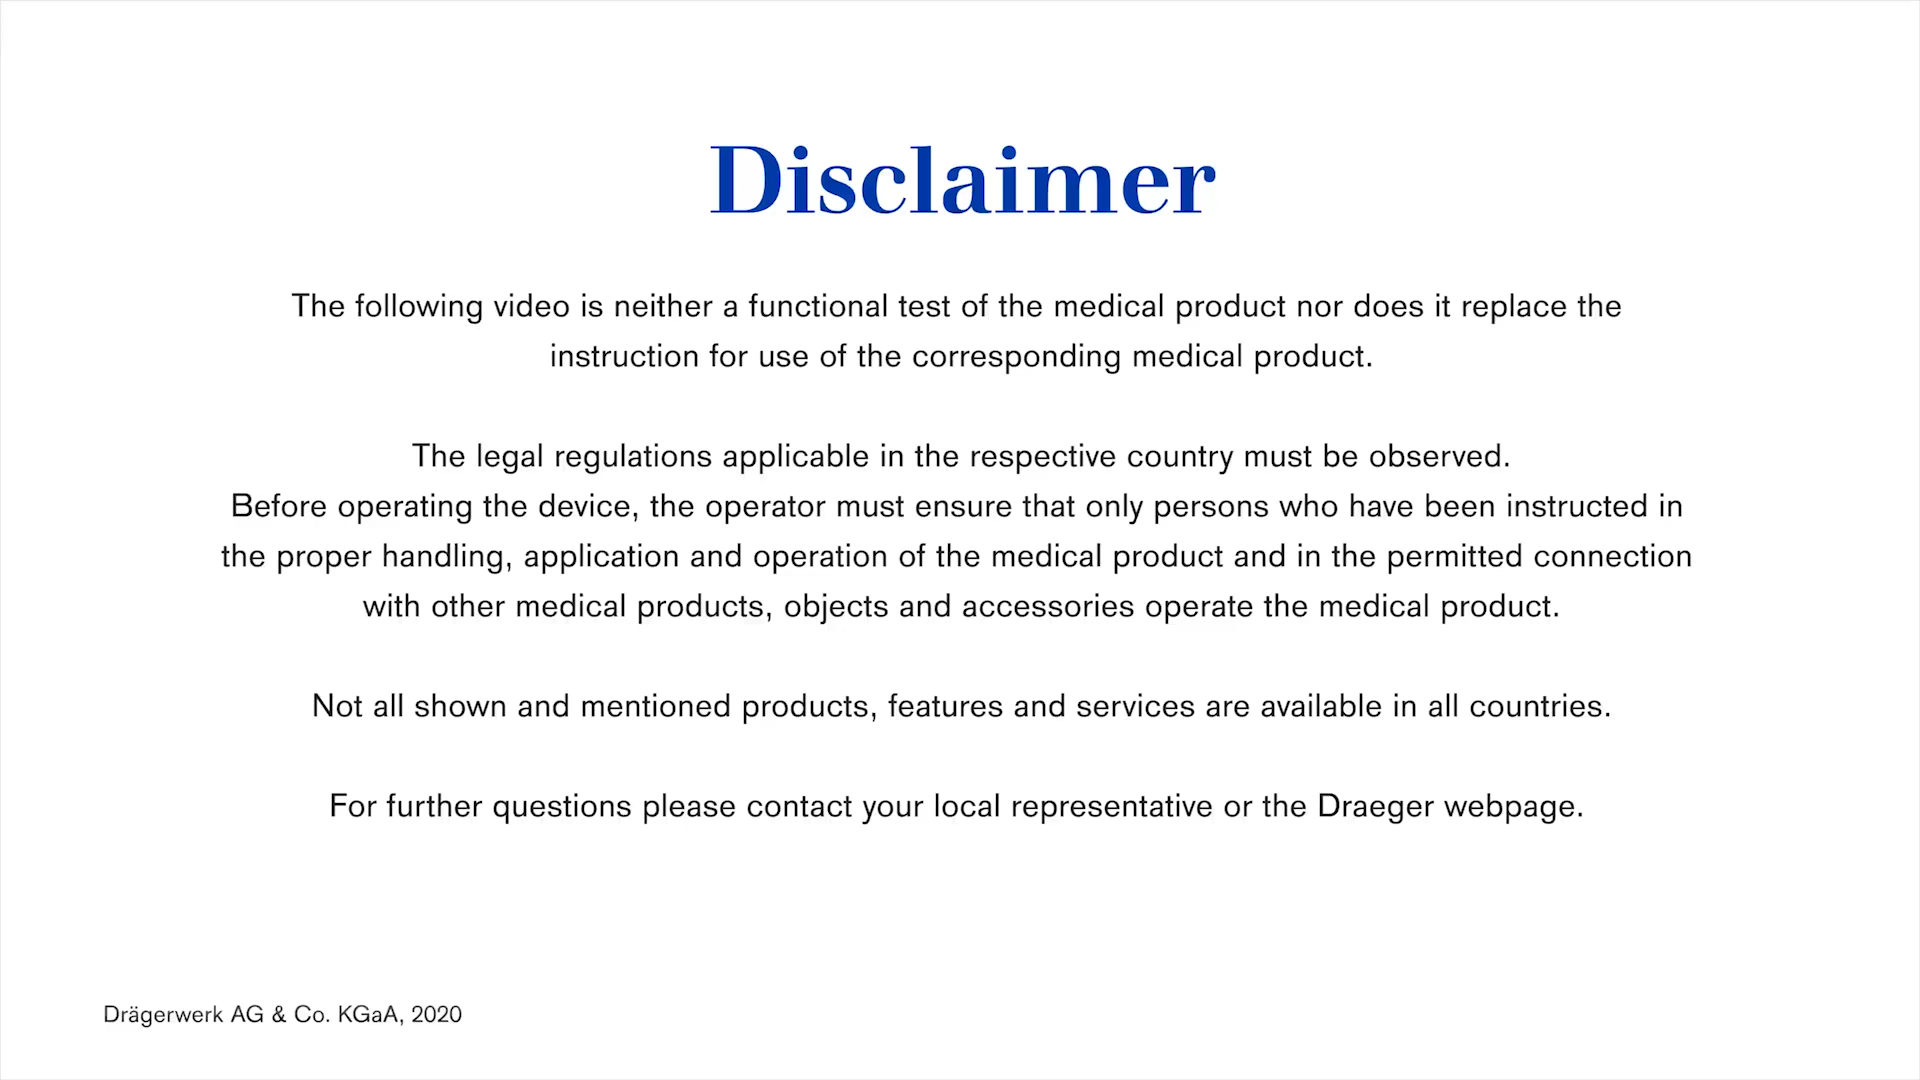 Disclaimer
The following video is neither a functional test of the medical product nor does it replace the
instruction for use of the corresponding medical product.
The legal regulations applicable in the respective country must be observed.
Before operating the device, the operator must ensure that only persons who have been instructed in
the proper handling, application and operation of the medical product and in the permitted connection
with other medical products, objects and accessories operate the medical product.
Not all shown and mentioned products, features and services are available in all countries.
For further questions please contact your local representative or the Draeger webpage.
Drägerwerk AG & Co. KGaA, 2020